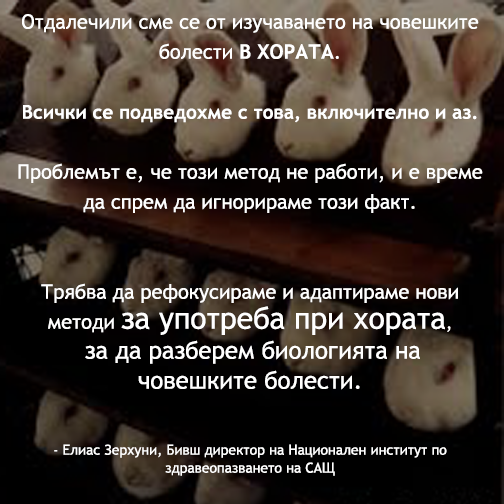 Отдалечили сме се от изучаването на човешките
болести В ХОРАТА.
Всички се подведохме с това, включително и аз.
Проблемът е, че този метод не работи, и е време
да спрем да игнорираме този факт.
Трябва да рефокусираме и адаптираме нови
методи за употреба при хората,
за да разберем биологията на
човешките болести.
- Елиас Зерхуни, Бивш директор на Национален институт по
здравеопазването на САЩ